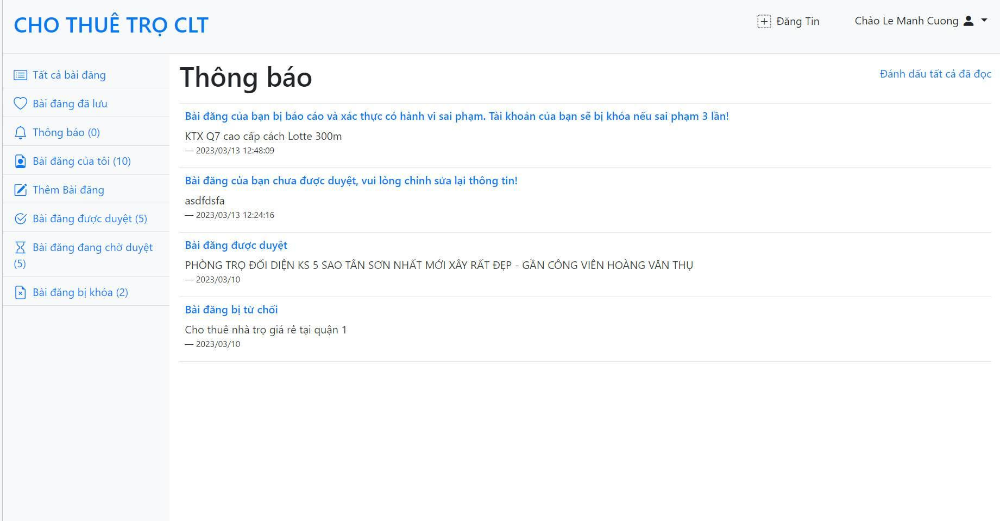 CHO THUÊ TRỌ CLT
Đăng Tin
Chào Le Manh Cuong
Tất cả bài đăng
Bài đăng đã lưu
Thông báo (0)
Bài đăng của tôi (10)
Thêm Bài đăng
Bài đăng được duyệt (5)
Bài đăng đang chờ duyệt
(5)
Bài đăng bị khóa (2)
Thông báo
Đánh dấu tất cả đã đọc
Bài đăng của bạn bị báo cáo và xác thực có hành vi sai phạm. Tài khoản của bạn sẽ bị khóa nếu sai phạm 3 lần!
KTX Q7 cao cấp cách Lotte 300m
— 2023/03/13 12:48:09
Bài đăng của bạn chưa được duyệt, vui lòng chỉnh sửa lại thông tin!
asdfdsfa
— 2023/03/13 12:24:16
Bài đăng được duyệt
PHÒNG TRỌ ĐỐI DIỆN KS 5 SAO TÂN SƠN NHẤT MỚI XÂY RẤT ĐẸP - GẦN CÔNG VIÊN HOÀNG VĂN THỤ
— 2023/03/10
Bài đăng bị từ chối
Cho thuê nhà trọ giá rẻ tại quận 1
— 2023/03/10